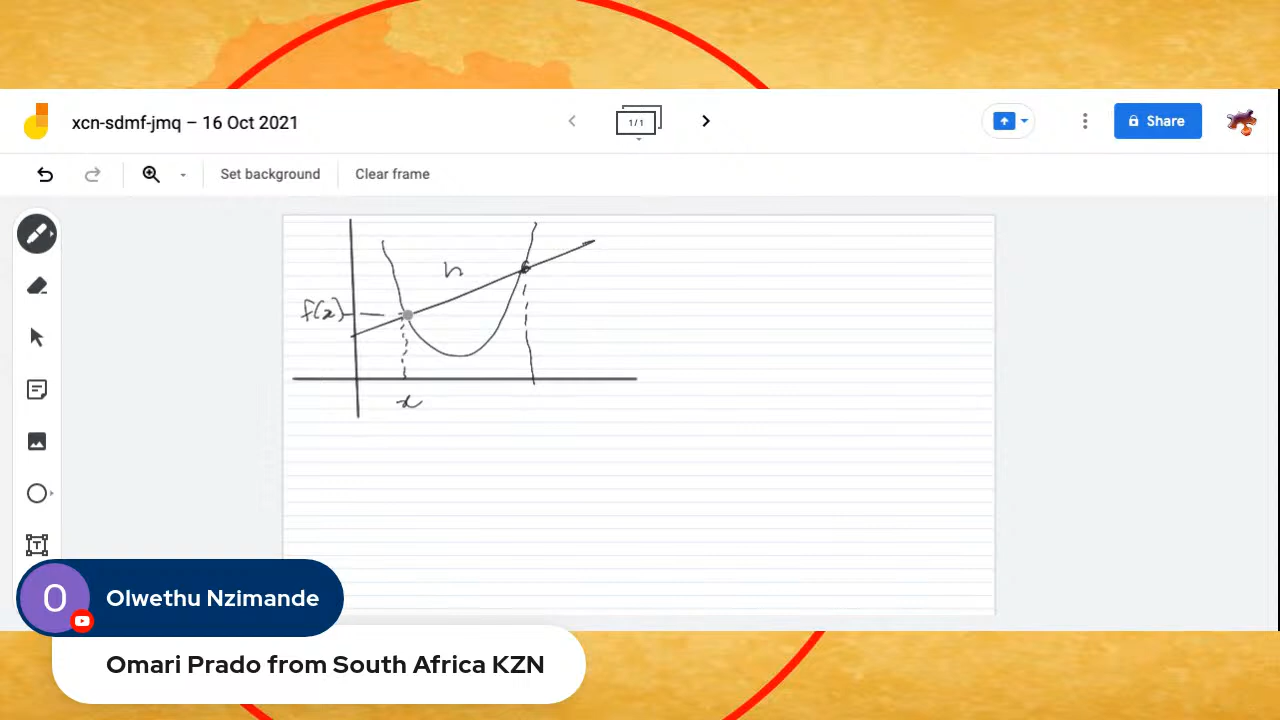 xcn-sdmf-jmq – 16 Oct 2021
1/1
Share
Set background
Clear frame
h
f(x)
x
T
O Olwethu Nzimande
Omari Prado from South Africa KZN